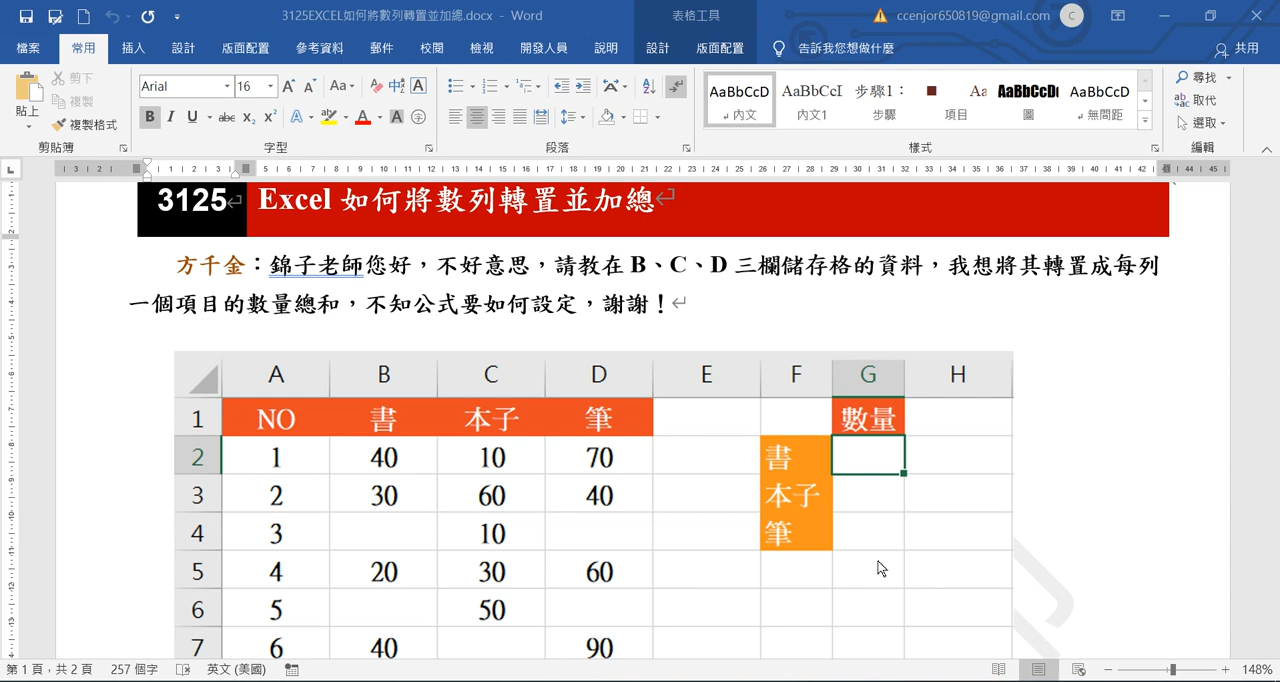 3125EXCEL如何將數列轉置並加總.docx - Word
表格工具
ccenjor650819@gmail.com
C
檔案 常用 插入 設計 版面配置 參考資料 郵件 校閱 檢視 開發人員 說明 設計 版面配置 告訴我您想做什麼 共用
貼上
剪下
複製
複製格式
剪貼簿
Arial 16
字型
段落
AaBbCcD 內文
AaBbCcI 內文1
步驟1： 步驟
Aa 項目
AaBbCcD 圖
AaBbCcD 無間距
樣式
尋找
取代
選取
編輯
3125
Excel 如何將數列轉置並加總
方千金：錦子老師您好，不好意思，請教在 B、C、D 三欄儲存格的資料，我想將其轉置成每列
一個項目的數量總和，不知公式要如何設定，謝謝！
A B C D E F G H
1 NO 書 本子 筆 數量
2 1 40 10 70 書
3 2 30 60 40 本子
4 3 10 筆
5 4 20 30 60
6 5 50
7 6 40 90
第 1 頁，共 2 頁 257 個字 英文 (美國) 148%